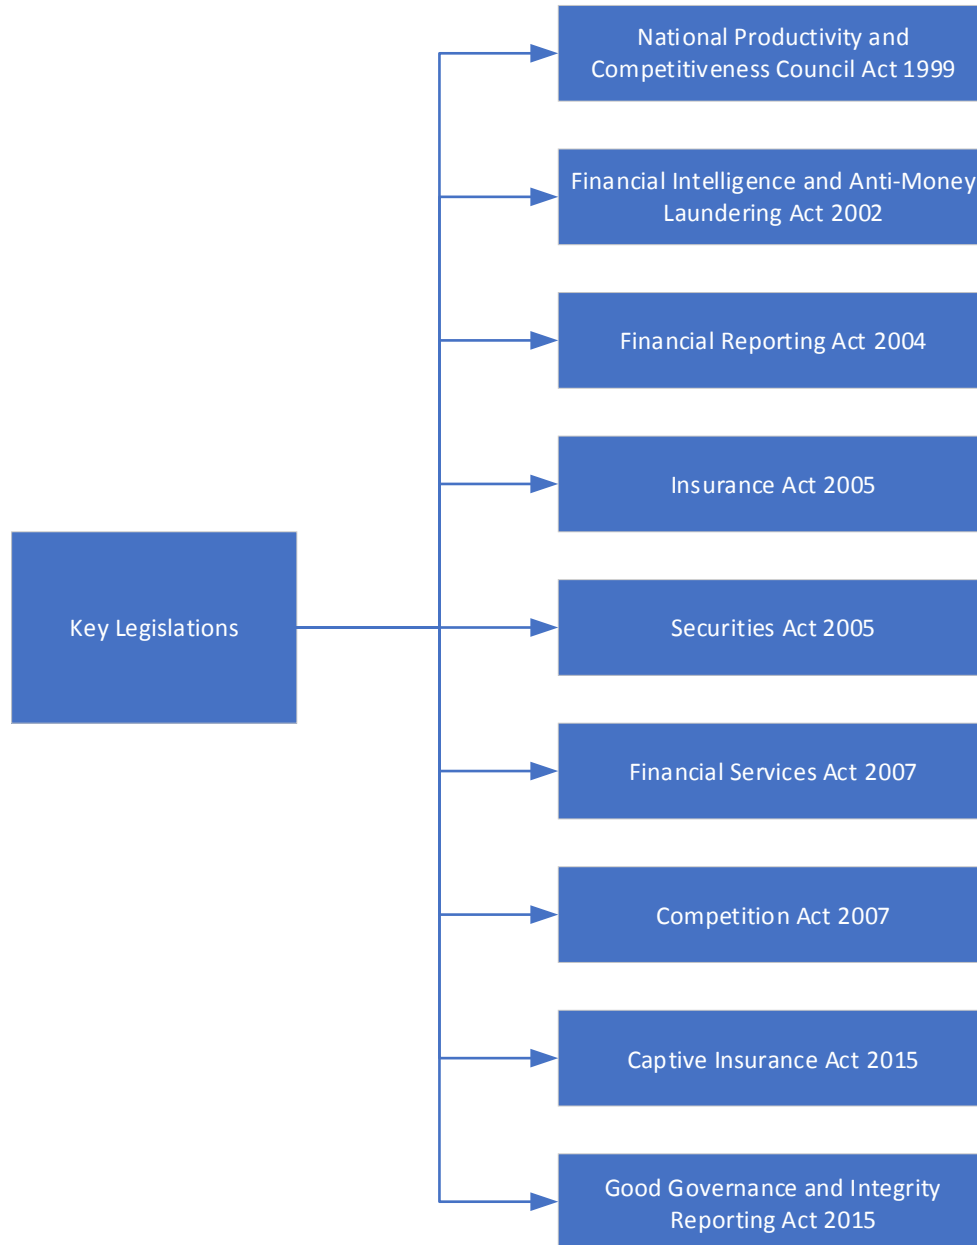 National Productivity and
Competitiveness Council Act 1999
Financial Intelligence and Anti-Money
Laundering Act 2002
Financial Reporting Act 2004
Insurance Act 2005
Key Legislations
Securities Act 2005
Financial Services Act 2007
Competition Act 2007
Captive Insurance Act 2015
Good Governance and Integrity
Reporting Act 2015